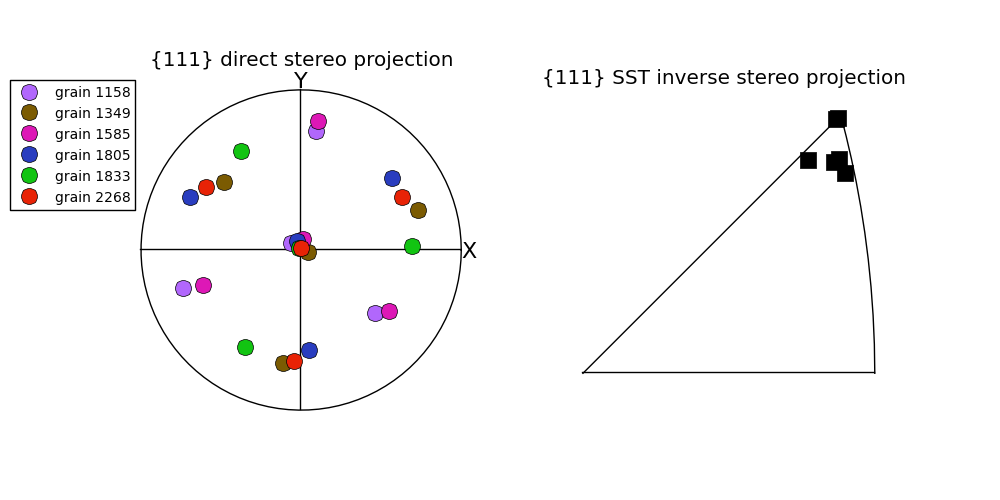 {111} direct stereo projection
Y
X
grain 1158
grain 1349
grain 1585
grain 1805
grain 1833
grain 2268
{111} SST inverse stereo projection